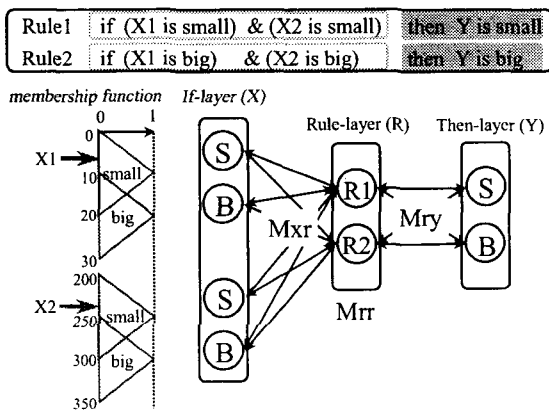 Rule1 if (X1 is small) & (X2 is small) then Y is small
Rule2 if (X1 is big) & (X2 is big) then Y is big
membership function
If-layer (X)
Rule-layer (R)
Then-layer (Y)
0 1
0
X1
10
small
20
big
30
200
X2
250
small
300
big
350
S
B
S
B
Mxr
R1
R2
Mrr
Mry
S
B